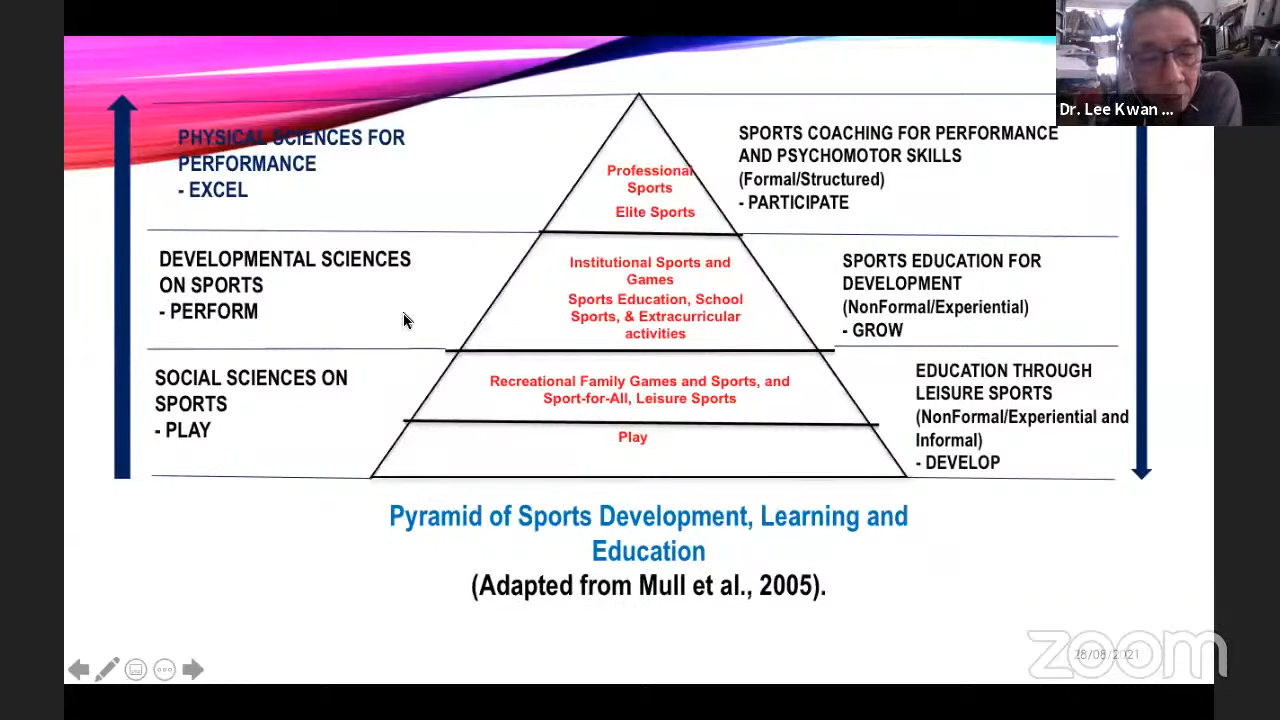 Dr. Lee Kwan ...
PHYSICAL SCIENCES FOR
PERFORMANCE
- EXCEL
DEVELOPMENTAL SCIENCES
ON SPORTS
- PERFORM
SOCIAL SCIENCES ON
SPORTS
- PLAY
Professional
Sports
Elite Sports
Institutional Sports and
Games
Sports Education, School
Sports, & Extracurricular
activities
Recreational Family Games and Sports, and
Sport-for-All, Leisure Sports
Play
SPORTS COACHING FOR PERFORMANCE
AND PSYCHOMOTOR SKILLS
(Formal/Structured)
- PARTICIPATE
SPORTS EDUCATION FOR
DEVELOPMENT
(NonFormal/Experiential)
- GROW
EDUCATION THROUGH
LEISURE SPORTS
(NonFormal/Experiential and
Informal)
- DEVELOP
Pyramid of Sports Development, Learning and
Education
(Adapted from Mull et al., 2005).
28/08/2021
zoom